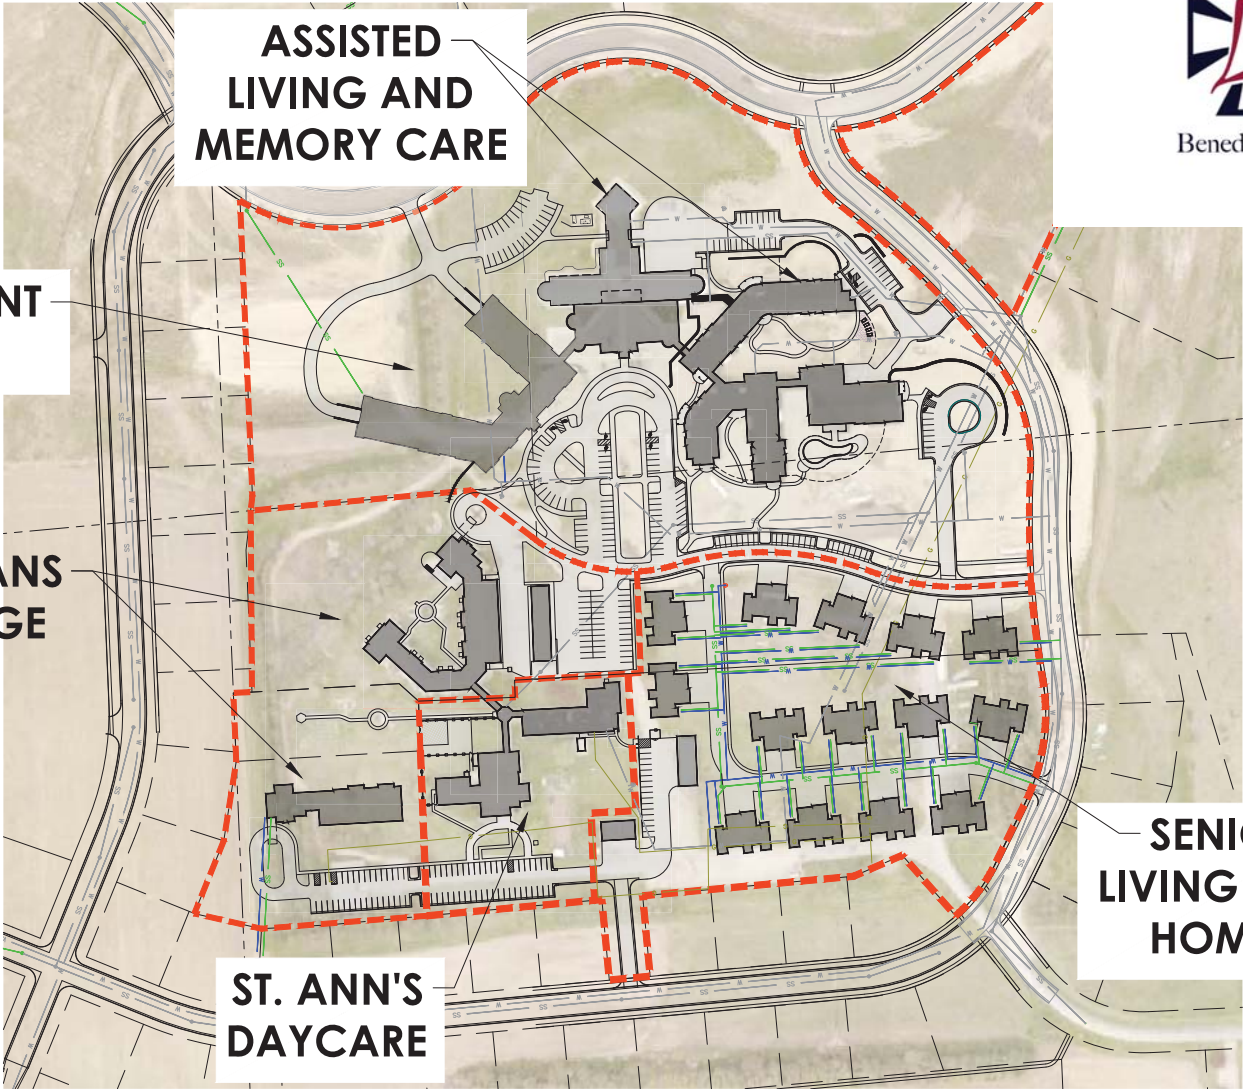 ASSISTED
LIVING AND
MEMORY CARE
Bened
NT
ANS
GE
SENI
LIVING
HOM
ST. ANN'S
DAYCARE